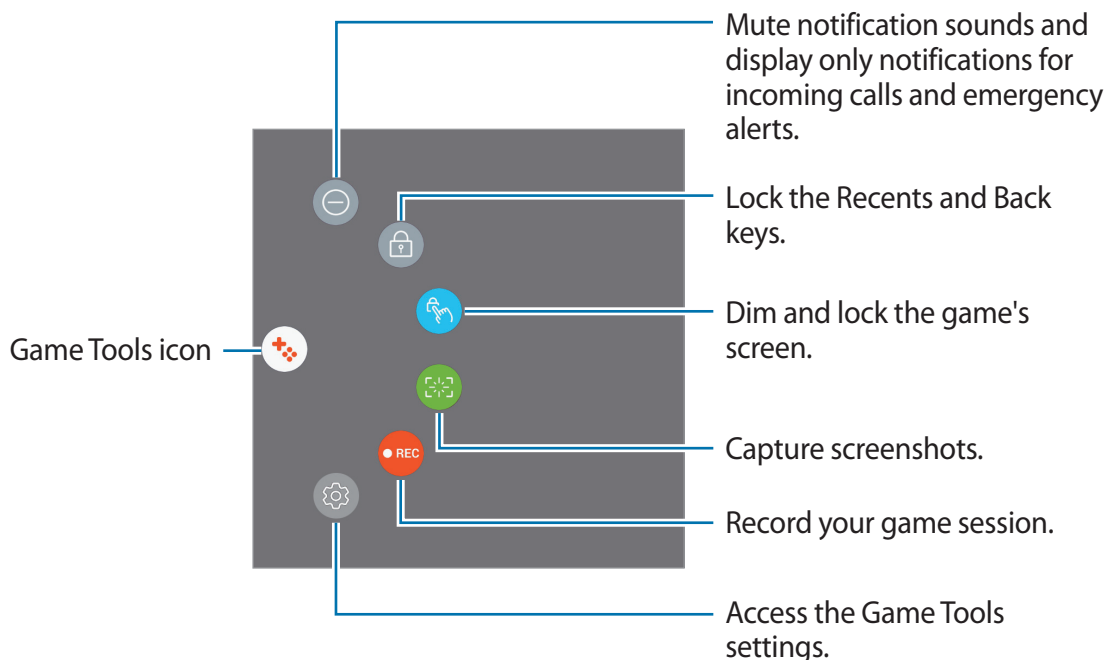 Mute notification sounds and
display only notifications for
incoming calls and emergency
alerts.
Lock the Recents and Back
keys.
Dim and lock the game's
screen.
Game Tools icon
Capture screenshots.
REC
Record your game session.
Access the Game Tools
settings.